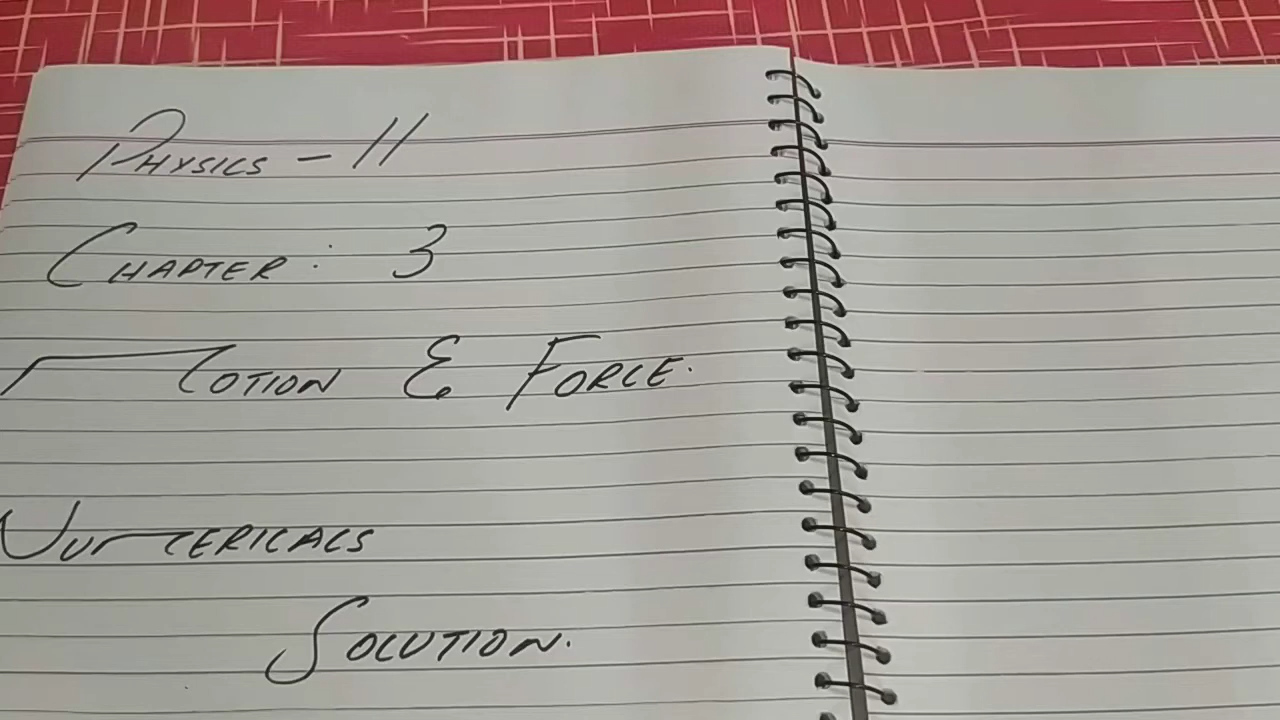 PHYSICS - 11
CHAPTER: 3
MOTION & FORCE.
NUMERICALS
SOLUTION.